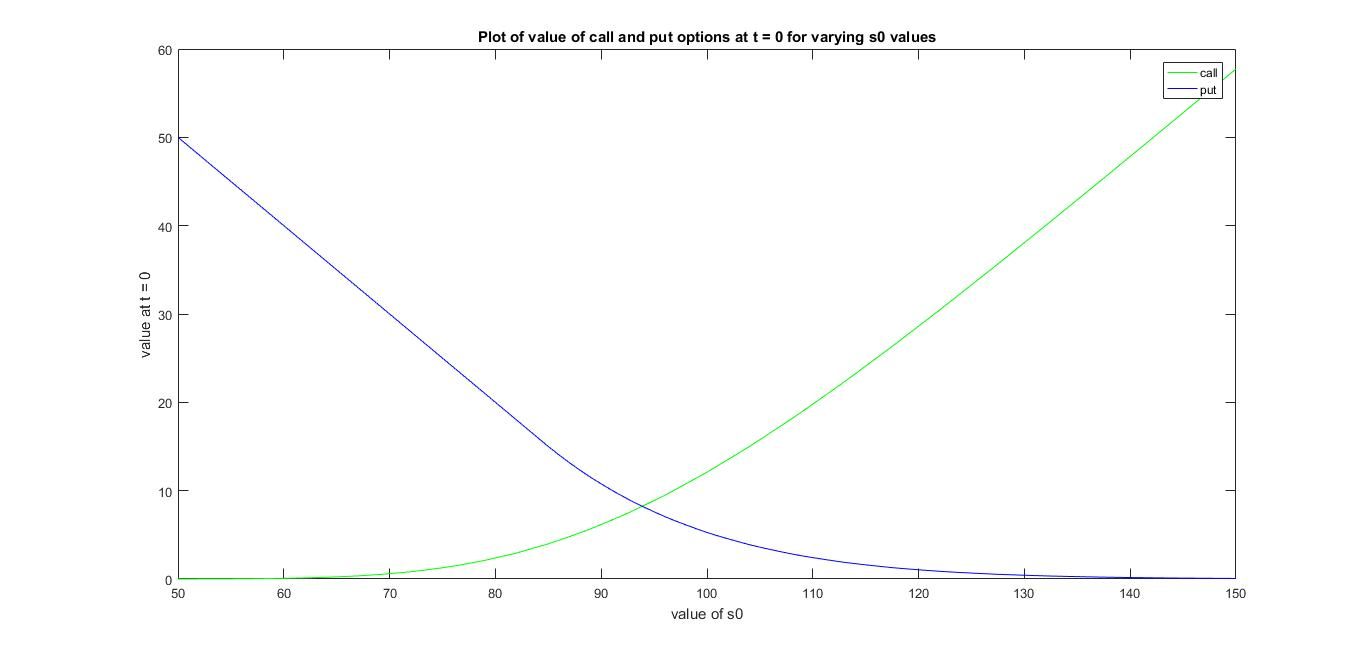 Plot of value of call and put options at t = 0 for varying s0 values
call
put
60
50
40
30
20
10
0
value at t = 0
50 60 70 80 90 100 110 120 130 140 150
value of s0